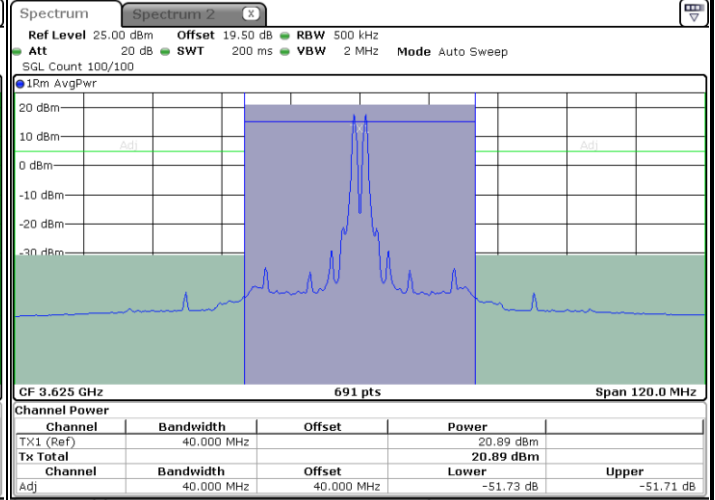 Spectrum Spectrum 2 X
Ref Level 25.00 dBm Offset 19.50 dB RBW 500 kHz
Att 20 dB SWT 200 ms VBW 2 MHz Mode Auto Sweep
SGL Count 100/100
1Rm AvgPwr
20 dBm
Adj Adj
10 dBm
0 dBm
-10 dBm
-20 dBm
-30 dBm
CF 3.625 GHz 691 pts Span 120.0 MHz
Channel Power
Channel Bandwidth Offset Power
TX1 (Ref) 40.000 MHz 20.89 dBm
Tx Total 20.89 dBm
Channel Bandwidth Offset Lower Upper
Adj 40.000 MHz 40.000 MHz -51.73 dB -51.71 dB